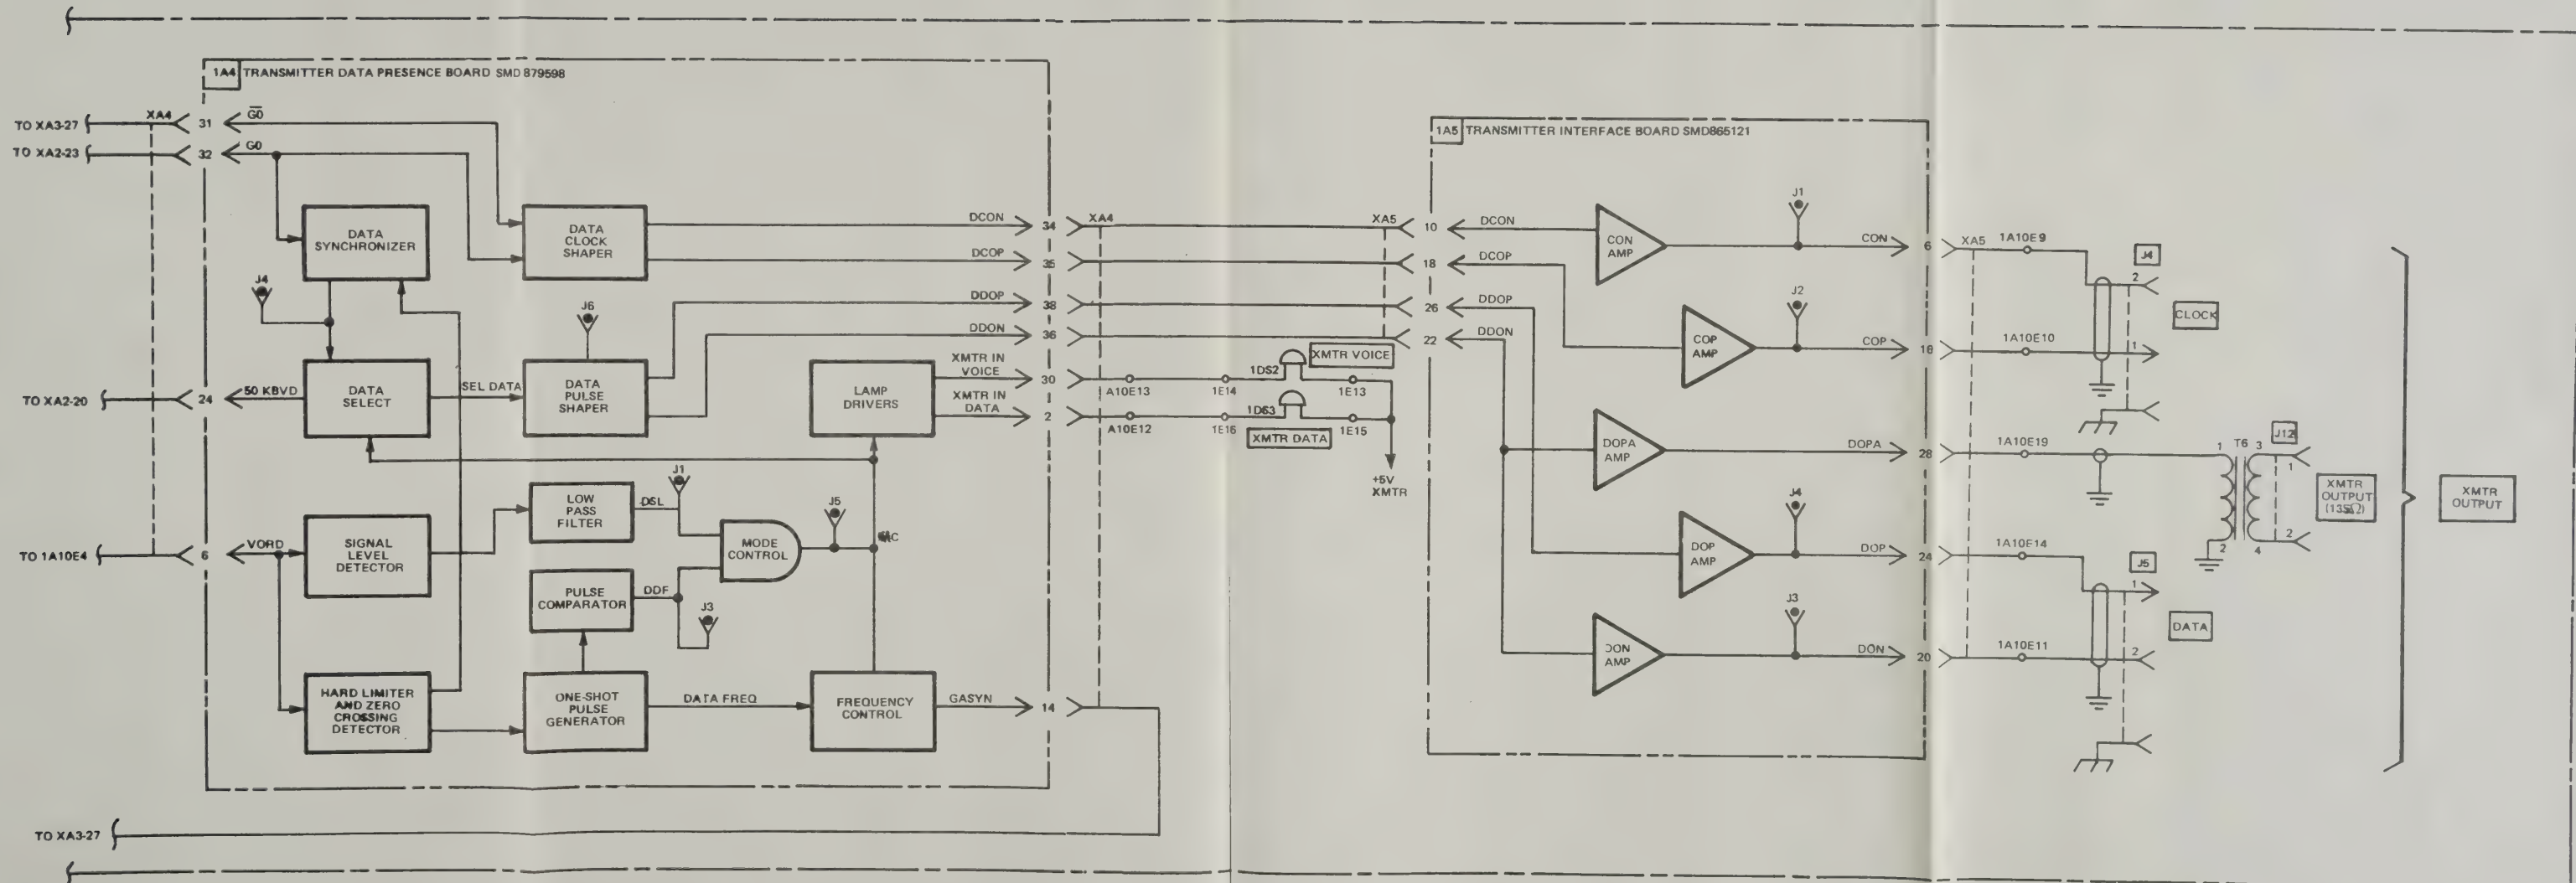 1A4 TRANSMITTER DATA PRESENCE BOARD SMD 879598
TO XA3-27
XA4
31
G0
TO XA2-23
32
G0
DATA
SYNCHRONIZER
DATA
CLOCK
SHAPER
DCON
34
XA4
DCOP
35
J4
J6
DDOP
38
DDON
36
TO XA2-20
24
50 KBVD
DATA
SELECT
SEL DATA
DATA
PULSE
SHAPER
LAMP
DRIVERS
XMTR IN
VOICE
30
XMTR IN
DATA
2
A10E13
1E14
1DS2
XMTR VOICE
1E13
A10E12
1E16
1DS3
XMTR DATA
1E15
+5V
XMTR
TO 1A10E4
6
VORD
SIGNAL
LEVEL
DETECTOR
LOW
PASS
FILTER
DSL
J1
MODE
CONTROL
J5
PULSE
COMPARATOR
DDF
J3
HARD LIMITER
AND ZERO
CROSSING
DETECTOR
ONE-SHOT
PULSE
GENERATOR
DATA FREQ
FREQUENCY
CONTROL
GASYN
14
TO XA3-27
1A5 TRANSMITTER INTERFACE BOARD SMD865121
XA5
10
DCON
18
DCOP
26
DDOP
22
DDON
CON
AMP
J1
CON
6
XA5
1A10E9
COP
AMP
J2
COP
1A10E10
J4
2
1
CLOCK
DOPA
AMP
DOPA
28
1A10E19
1
T6
3
2
4
J12
1
2
XMTR
OUTPUT
(135Ω)
XMTR
OUTPUT
DOP
AMP
J4
DOP
24
1A10E14
J5
1
2
DATA
DON
AMP
J3
DON
20
1A10E11